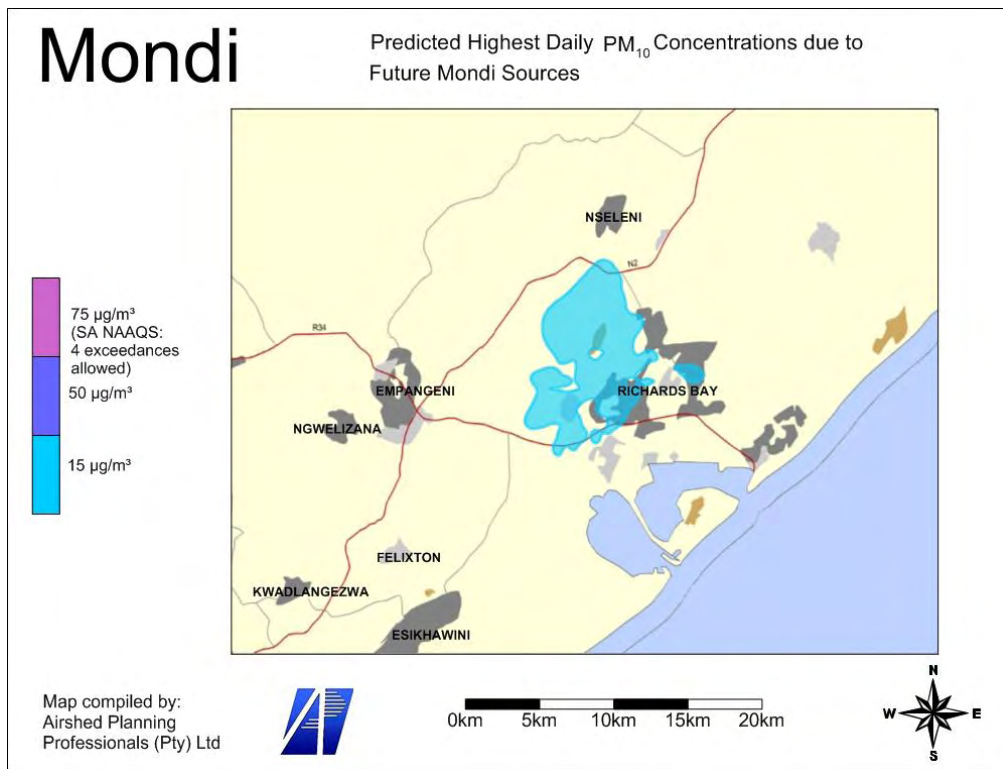 Mondi
Predicted Highest Daily PM₁₀ Concentrations due to
Future Mondi Sources
NSELENI
N2
R34
EMPANGENI
RICHARDS BAY
NGWELIZANA
FELIXTON
KWADLANGEZWA
ESIKHAWINI
75 µg/m³
(SA NAAQS:
4 exceedances
allowed)
50 µg/m³
15 µg/m³
Map compiled by:
Airshed Planning
Professionals (Pty) Ltd
0km 5km 10km 15km 20km
N
W E
S